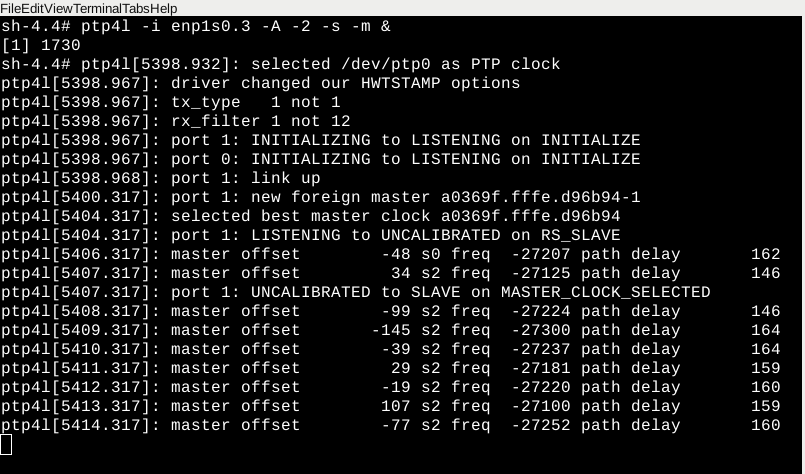 FileEditViewTerminalTabsHelp
sh-4.4# ptp4l -i enp1s0.3 -A -2 -s -m &
[1] 1730
sh-4.4# ptp4l[5398.932]: selected /dev/ptp0 as PTP clock
ptp4l[5398.967]: driver changed our HWTSTAMP options
ptp4l[5398.967]: tx_type   1 not 1
ptp4l[5398.967]: rx_filter 1 not 12
ptp4l[5398.967]: port 1: INITIALIZING to LISTENING on INITIALIZE
ptp4l[5398.967]: port 0: INITIALIZING to LISTENING on INITIALIZE
ptp4l[5398.968]: port 1: link up
ptp4l[5400.317]: port 1: new foreign master a0369f.fffe.d96b94-1
ptp4l[5404.317]: selected best master clock a0369f.fffe.d96b94
ptp4l[5404.317]: port 1: LISTENING to UNCALIBRATED on RS_SLAVE
ptp4l[5406.317]: master offset        -48 s0 freq  -27207 path delay       162
ptp4l[5407.317]: master offset         34 s2 freq  -27125 path delay       146
ptp4l[5407.317]: port 1: UNCALIBRATED to SLAVE on MASTER_CLOCK_SELECTED
ptp4l[5408.317]: master offset        -99 s2 freq  -27224 path delay       146
ptp4l[5409.317]: master offset       -145 s2 freq  -27300 path delay       164
ptp4l[5410.317]: master offset        -39 s2 freq  -27237 path delay       164
ptp4l[5411.317]: master offset         29 s2 freq  -27181 path delay       159
ptp4l[5412.317]: master offset        -19 s2 freq  -27220 path delay       160
ptp4l[5413.317]: master offset        107 s2 freq  -27100 path delay       159
ptp4l[5414.317]: master offset        -77 s2 freq  -27252 path delay       160